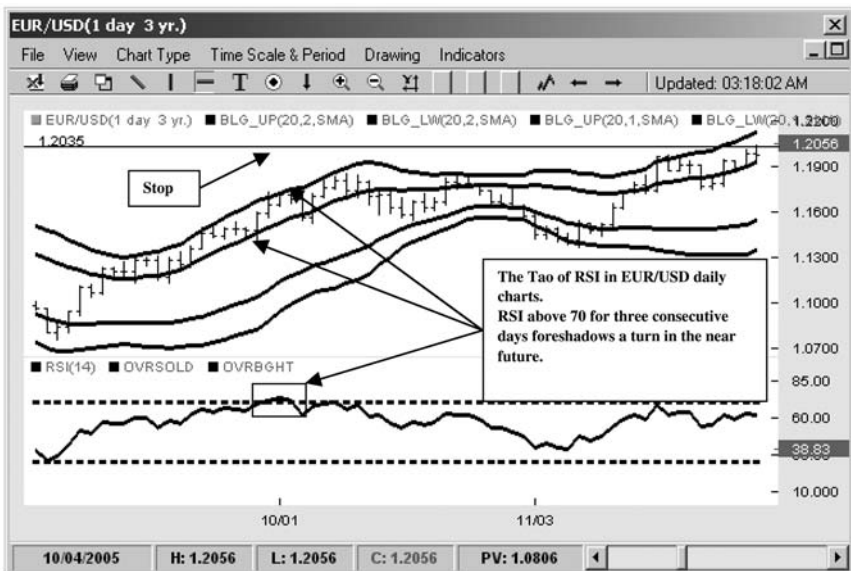 EUR/USD(1 day 3 yr.)
File View Chart Type Time Scale & Period Drawing Indicators
T Updated: 03:18:02 AM
EUR/USD(1 day 3 yr.) BLG_UP(20,2,SMA) BLG_LW(20,2,SMA) BLG_UP(20,1,SMA)
1.2200
1.2035
1.2056
1.1900
Stop
1.1600
1.1300
The Tao of RSI in EUR/USD daily
charts.
RSI above 70 for three consecutive
days foreshadows a turn in the near
future.
1.1000
1.0700
RSI(14) OVRSOLD OVRBGHT
85.00
60.00
38.83
10.000
10/01 11/03
10/04/2005 H: 1.2056 L: 1.2056 C: 1.2056 PV: 1.0806